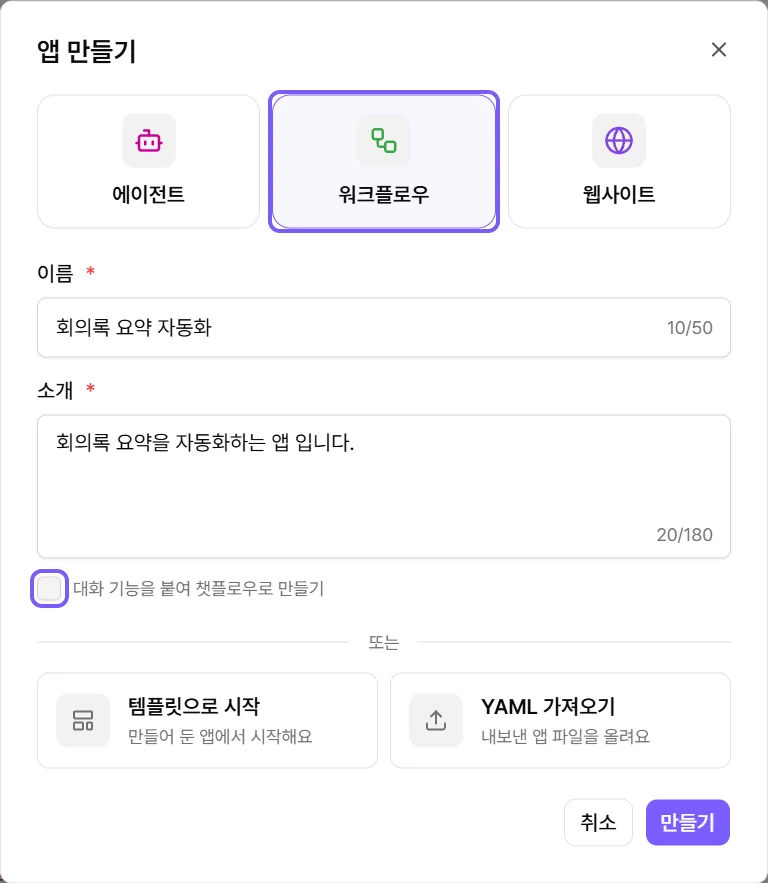 앱 만들기
에이전트
워크플로우
웹사이트
이름 *
회의록 요약 자동화
10/50
소개 *
회의록 요약을 자동화하는 앱 입니다.
20/180
대화 기능을 붙여 챗플로우로 만들기
또는
템플릿으로 시작
만들어 둔 앱에서 시작해요
YAML 가져오기
내보낸 앱 파일을 올려요
취소
만들기